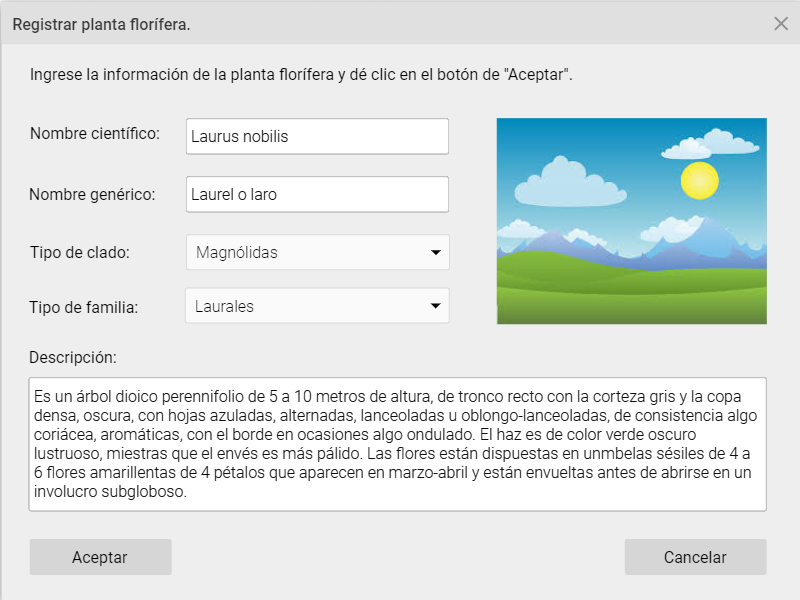 Registrar planta florífera.
Ingrese la información de la planta florífera y dé clic en el botón de "Aceptar".
Nombre científico: Laurus nobilis
Nombre genérico: Laurel o laro
Tipo de clado: Magnólidas
Tipo de familia: Laurales
Descripción:
Es un árbol dioico perennifolio de 5 a 10 metros de altura, de tronco recto con la corteza gris y la copa
densa, oscura, con hojas azuladas, alternadas, lanceoladas u oblongo-lanceoladas, de consistencia algo
coriácea, aromáticas, con el borde en ocasiones algo ondulado. El haz es de color verde oscuro
lustruoso, miestras que el envés es más pálido. Las flores están dispuestas en unmbelas sésiles de 4 a
6 flores amarillentas de 4 pétalos que aparecen en marzo-abril y están envueltas antes de abrirse en un
involucro subgloboso.
Aceptar
Cancelar